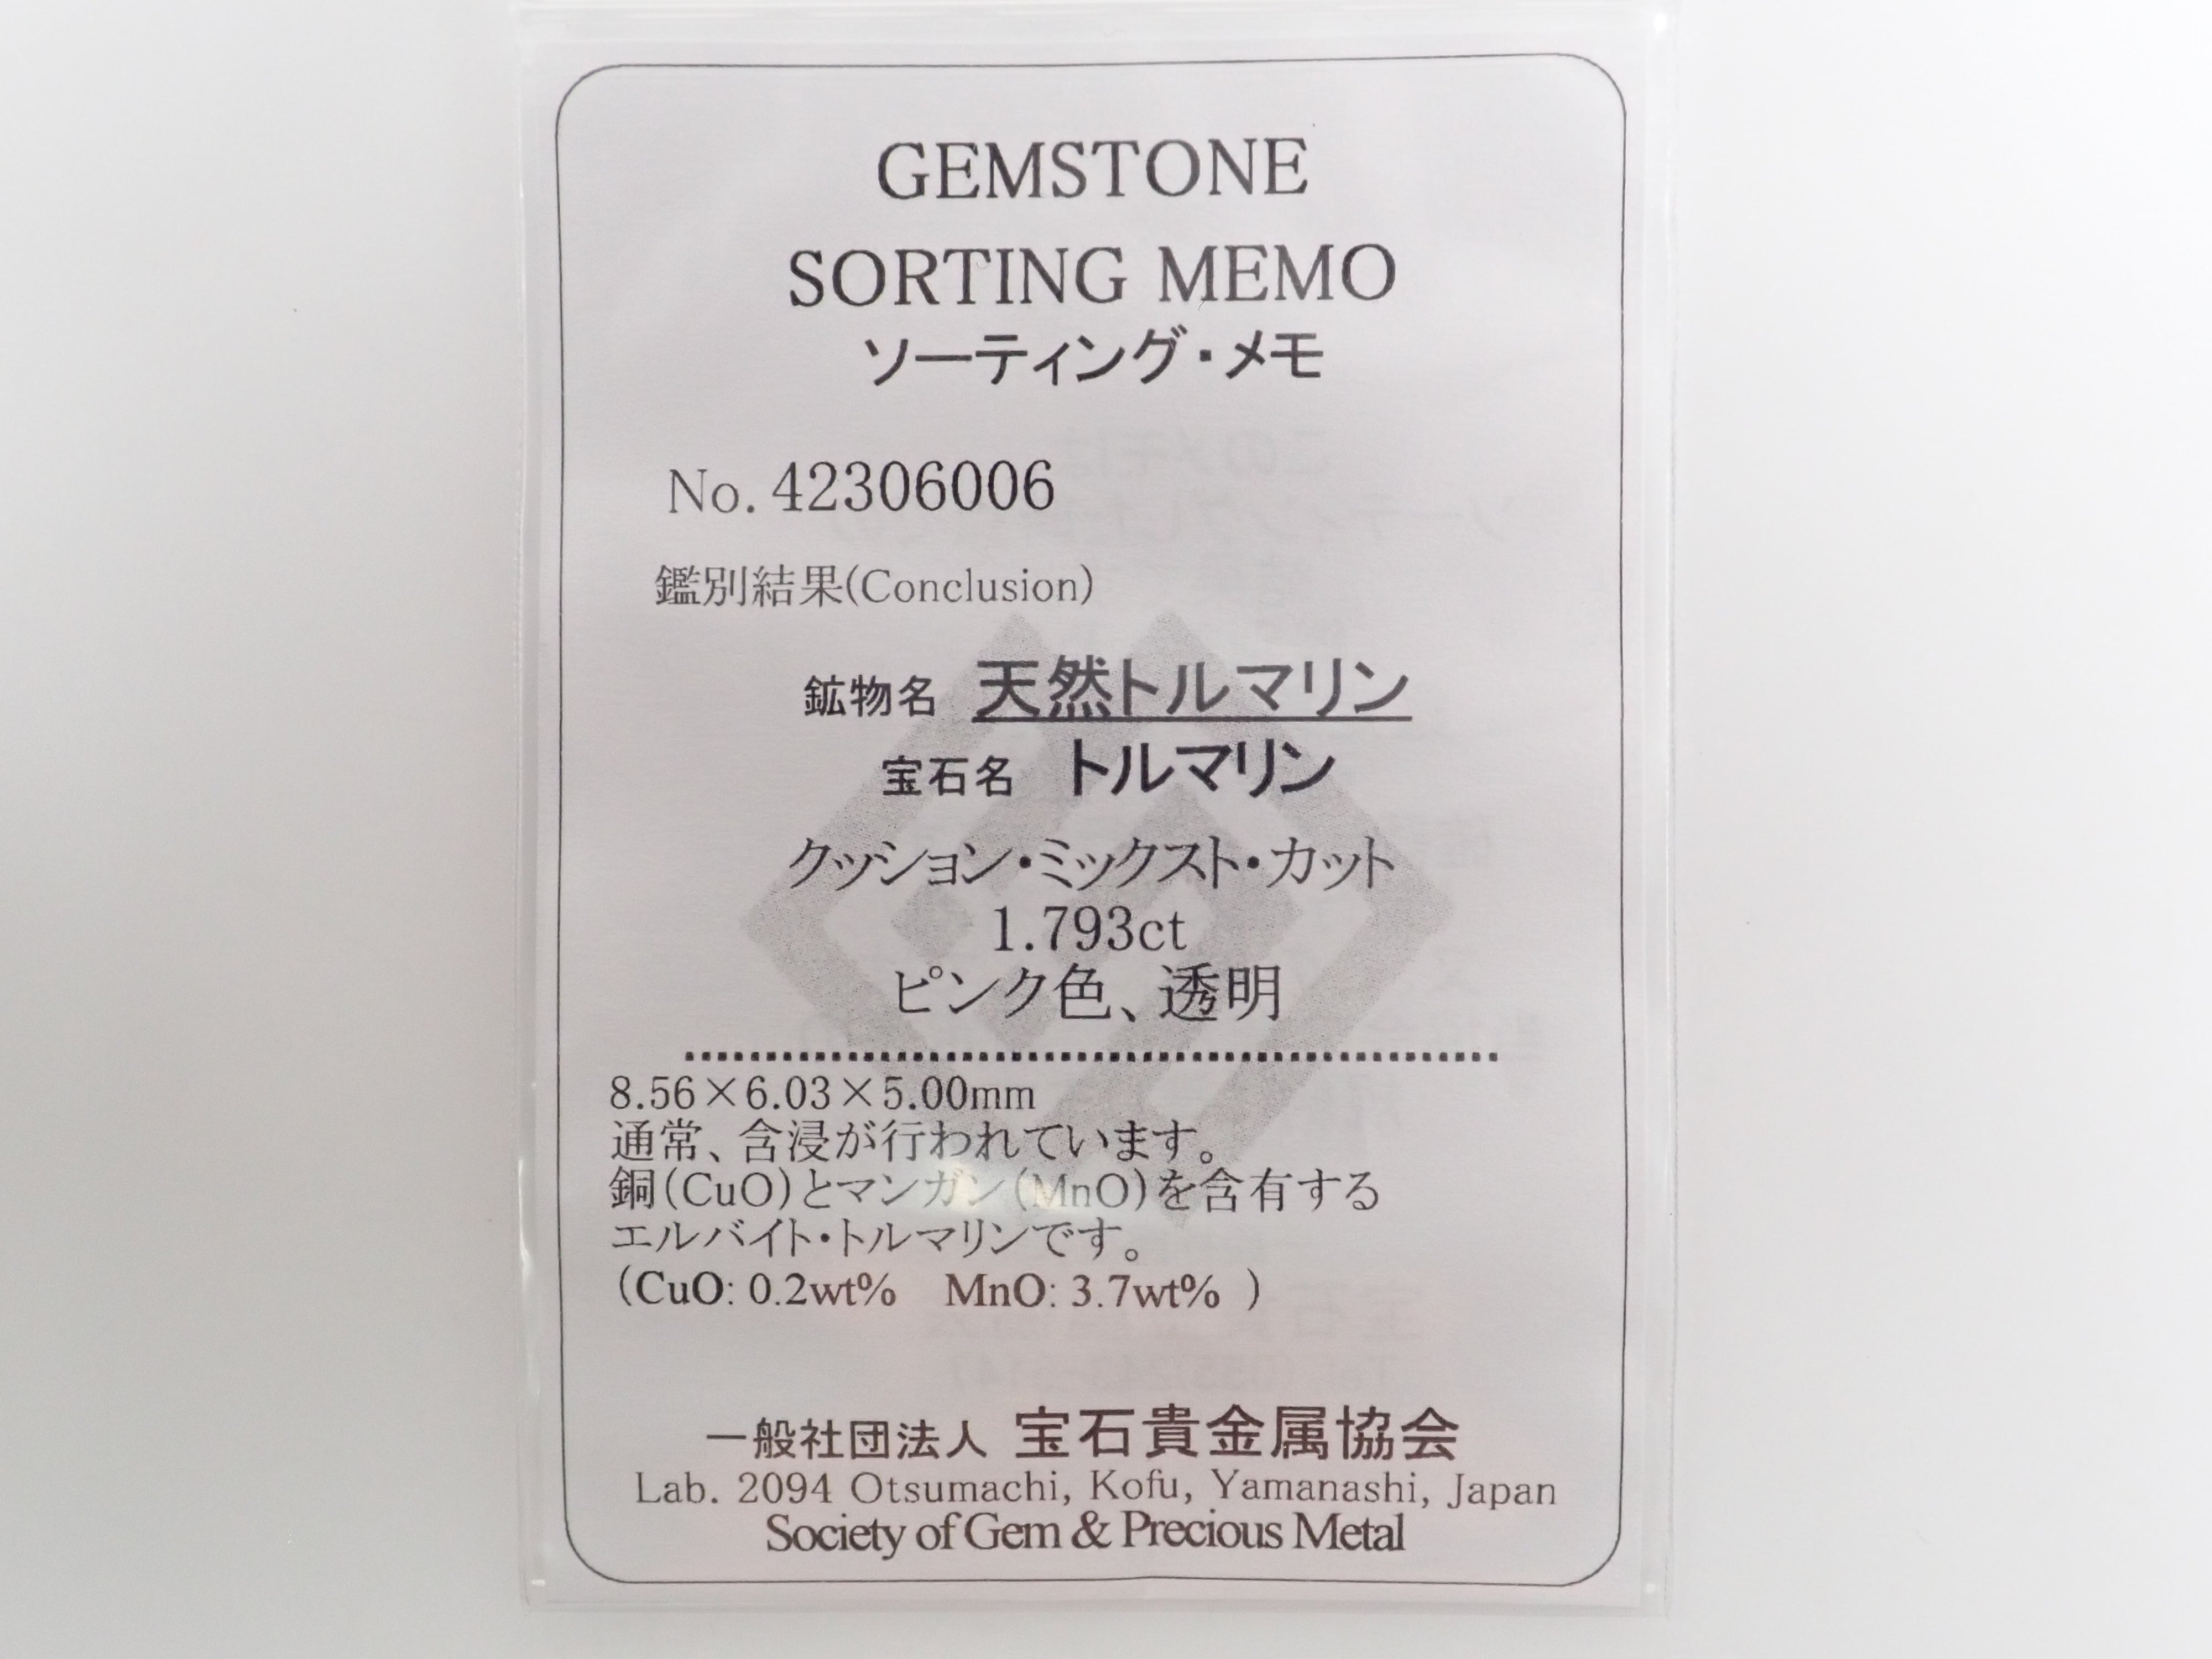 GEMSTONE
SORTING MEMO
ソーティング・メモ
No. 42306006
鑑別結果(Conclusion)
鉱物名 天然トルマリン
宝石名 トルマリン
クッション・ミックスト・カット
1.793ct
ピンク色、透明
8.56×6.03×5.00mm
通常、含浸が行われています。
銅(CuO)とマンガン(MnO)を含有する
エルバイト・トルマリンです。
(CuO: 0.2wt% MnO: 3.7wt% )
一般社団法人 宝石貴金属協会
Lab. 2094 Otsumachi, Kofu, Yamanashi, Japan
Society of Gem & Precious Metal